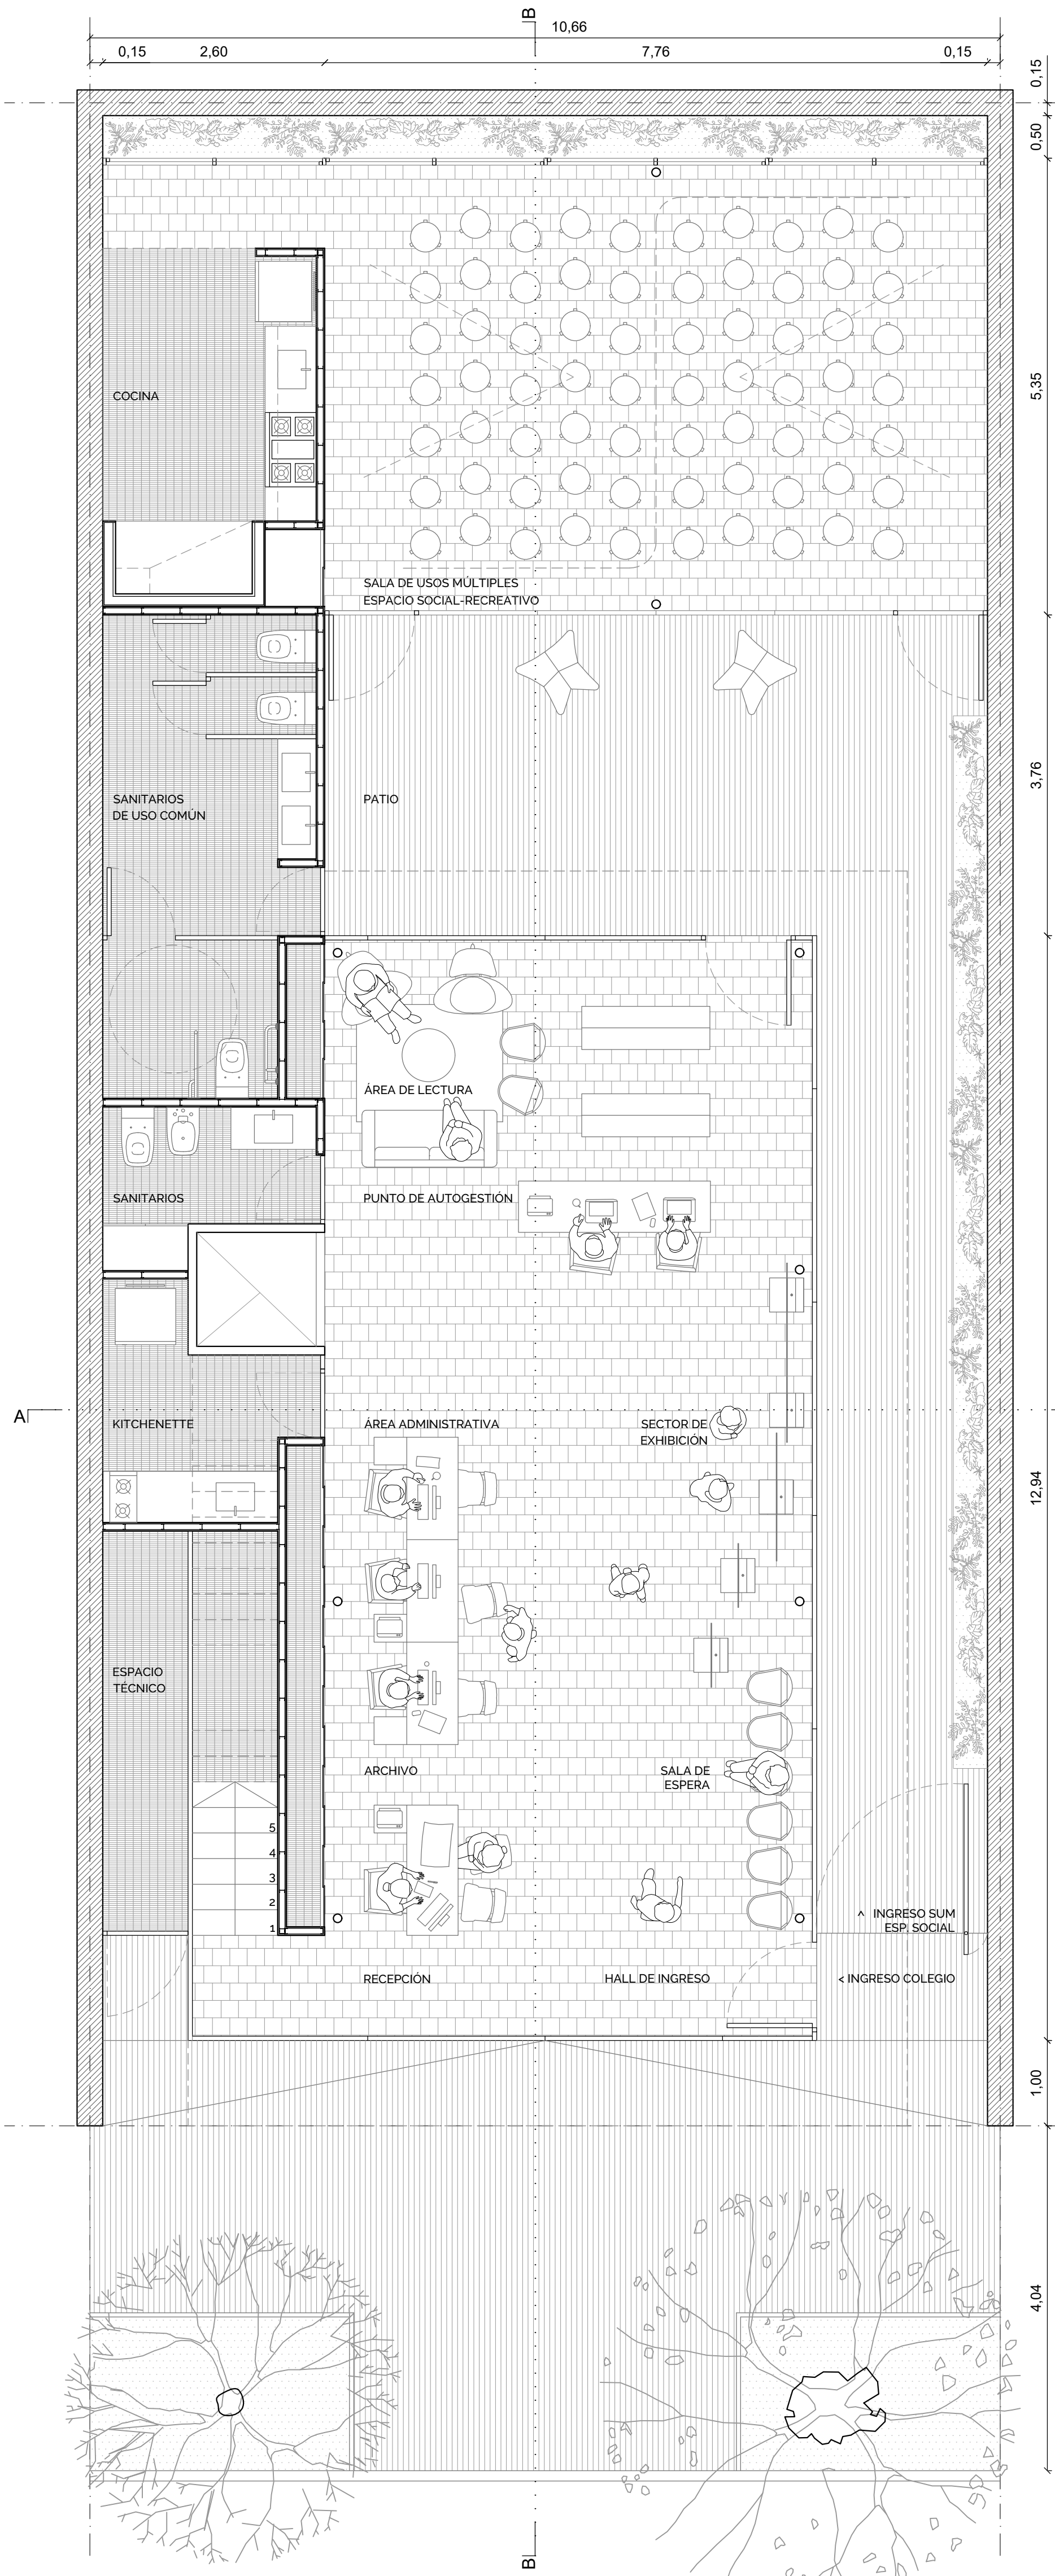 B
10,66
0,15
2,60
7,76
0,15
0,15
0,50
COCINA
5,35
SALA DE USOS MÚLTIPLES
ESPACIO SOCIAL-RECREATIVO
SANITARIOS
DE USO COMÚN
PATIO
3,76
ÁREA DE LECTURA
SANITARIOS
PUNTO DE AUTOGESTIÓN
A
KITCHENETTE
ÁREA ADMINISTRATIVA
SECTOR DE
EXHIBICIÓN
12,94
ESPACIO
TÉCNICO
ARCHIVO
SALA DE
ESPERA
5
4
3
2
1
^ INGRESO SUM
ESP. SOCIAL
RECEPCIÓN
HALL DE INGRESO
< INGRESO COLEGIO
1,00
4,04
B